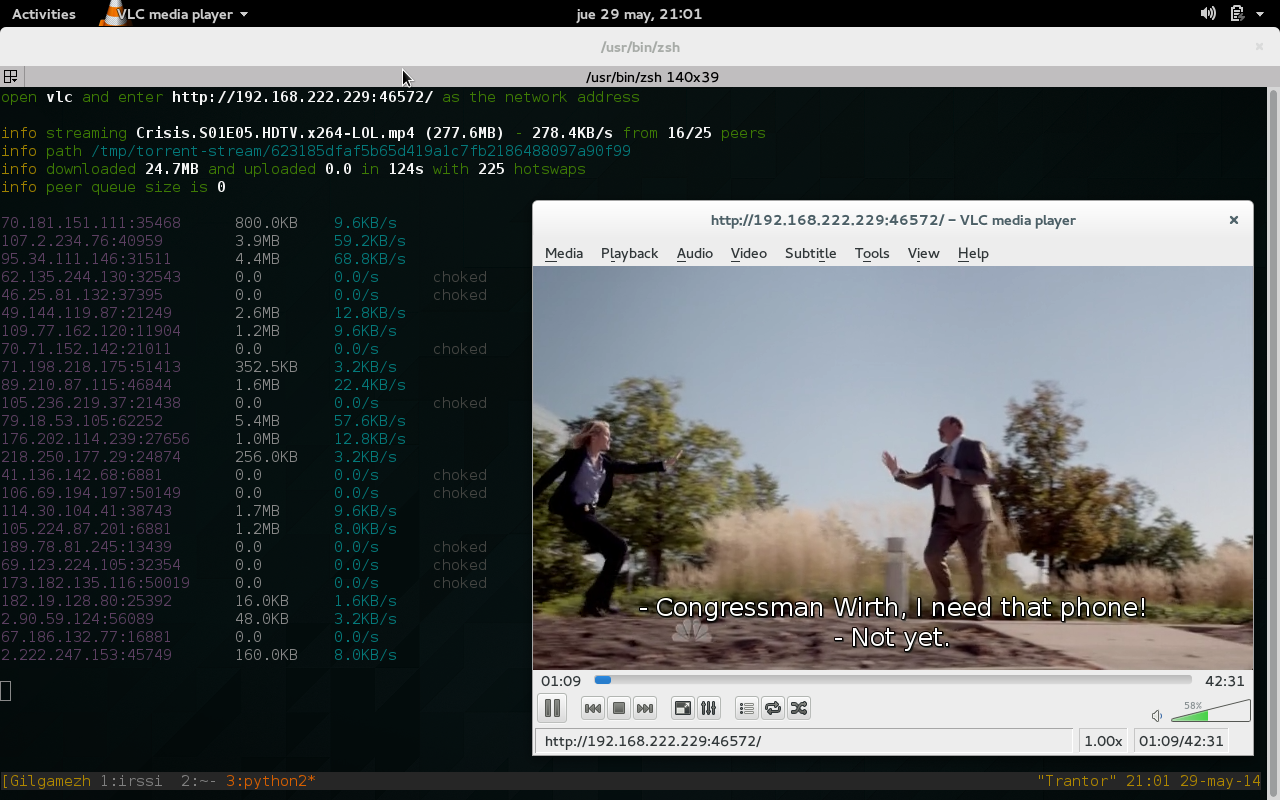 Activities VLC media player jue 29 may, 21:01
/usr/bin/zsh
/usr/bin/zsh 140x39
open vlc and enter http://192.168.222.229:46572/ as the network address
info streaming Crisis.S01E05.HDTV.x264-LOL.mp4 (277.6MB) - 278.4KB/s from 16/25 peers
info path /tmp/torrent-stream/623185dfaf5b65d419a1c7fb2186488097a90f99
info downloaded 24.7MB and uploaded 0.0 in 124s with 225 hotswaps
info peer queue size is 0
70.181.151.111:35468 800.0KB 9.6KB/s
107.2.234.76:40959 3.9MB 59.2KB/s
95.34.111.146:31511 4.4MB 68.8KB/s
62.135.244.130:32543 0.0 0.0/s choked
46.25.81.132:37395 0.0 0.0/s choked
49.144.119.87:21249 2.6MB 12.8KB/s
109.77.162.120:11904 1.2MB 9.6KB/s
70.71.152.142:21011 0.0 0.0/s choked
71.198.218.175:51413 352.5KB 3.2KB/s
89.210.87.115:46844 1.6MB 22.4KB/s
105.236.219.37:21438 0.0 0.0/s choked
79.18.53.105:62252 5.4MB 57.6KB/s
176.202.114.239:27656 1.0MB 12.8KB/s
218.250.177.29:24874 256.0KB 3.2KB/s
41.136.142.68:6881 0.0 0.0/s choked
106.69.194.197:50149 0.0 0.0/s choked
114.30.104.41:38743 1.7MB 9.6KB/s
105.224.87.201:6881 1.2MB 8.0KB/s
189.78.81.245:13439 0.0 0.0/s choked
69.123.224.105:32354 0.0 0.0/s choked
173.182.135.116:50019 0.0 0.0/s choked
182.19.128.80:25392 16.0KB 1.6KB/s
2.90.59.124:56089 48.0KB 3.2KB/s
67.186.132.77:16881 0.0 0.0/s
2.222.247.153:45749 160.0KB 8.0KB/s
http://192.168.222.229:46572/ – VLC media player
Media Playback Audio Video Subtitle Tools View Help
- Congressman Wirth, I need that phone!
- Not yet.
01:09 42:31
58%
http://192.168.222.229:46572/ 1.00x 01:09/42:31
[Gilgamezh 1:irssi 2:~- 3:python2* "Trantor" 21:01 29-may-14